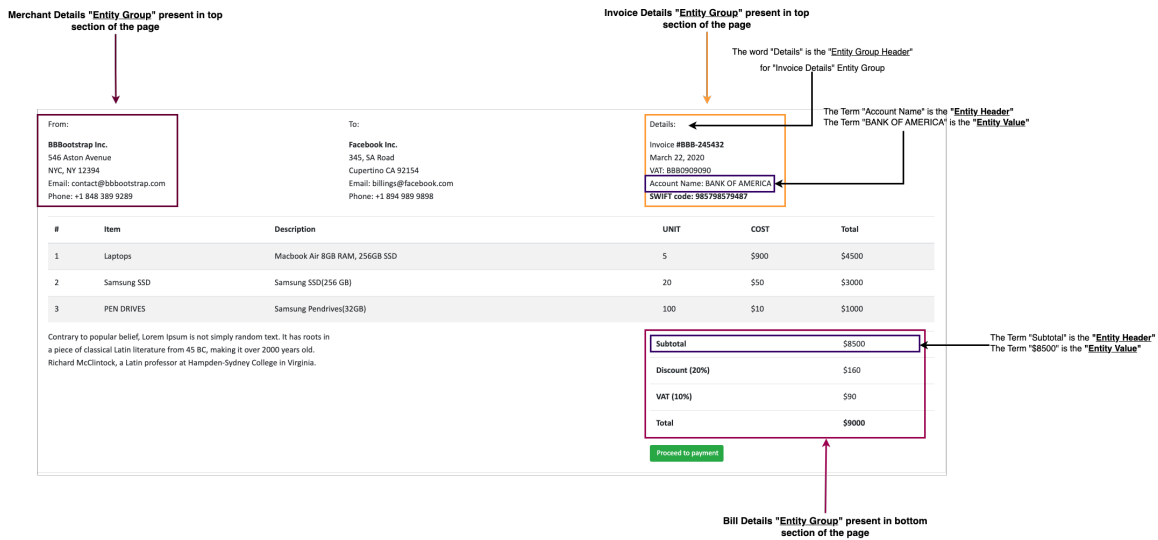 Merchant Details "Entity Group" present in top
section of the page
Invoice Details "Entity Group" present in top
section of the page
The word "Details" is the "Entity Group Header"
for "Invoice Details" Entity Group
The Term "Account Name" is the "Entity Header"
The Term "BANK OF AMERICA" is the "Entity Value"
From:
BBBootstrap Inc.
546 Aston Avenue
NYC, NY 12394
Email: contact@bbbootstrap.com
Phone: +1 848 389 9289
To:
Facebook Inc.
345, SA Road
Cupertino CA 92154
Email: billings@facebook.com
Phone: +1 894 989 9898
Details:
Invoice #BBB-245432
March 22, 2020
VAT: BBB0909090
Account Name: BANK OF AMERICA
SWIFT code: 985798579487
# Item Description UNIT COST Total
1 Laptops Macbook Air 8GB RAM, 256GB SSD 5 $900 $4500
2 Samsung SSD Samsung SSD(256 GB) 20 $50 $3000
3 PEN DRIVES Samsung Pendrives(32GB) 100 $10 $1000
Contrary to popular belief, Lorem Ipsum is not simply random text. It has roots in
a piece of classical Latin literature from 45 BC, making it over 2000 years old.
Richard McClintock, a Latin professor at Hampden-Sydney College in Virginia.
Subtotal $8500
Discount (20%) $160
VAT (10%) $90
Total $9000
Proceed to payment
The Term "Subtotal" is the "Entity Header"
The Term "$8500" is the "Entity Value"
Bill Details "Entity Group" present in bottom
section of the page